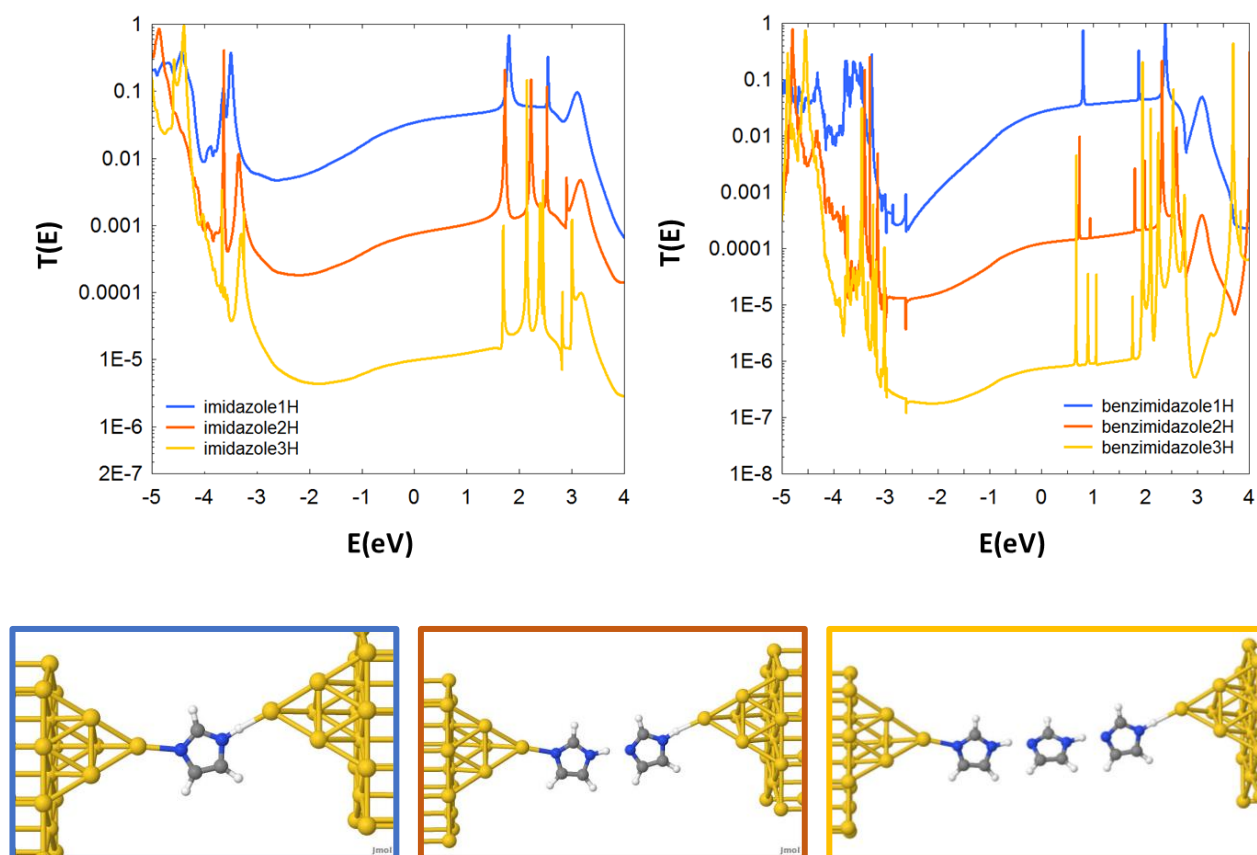 1
0.1
0.01
0.001
0.0001
1E-5
1E-6
2E-7
T(E)
imidazole1H
imidazole2H
imidazole3H
-5 -4 -3 -2 -1 0 1 2 3 4
E(eV)
1
0.1
0.01
0.001
0.0001
1E-5
1E-6
1E-7
1E-8
T(E)
benzimidazole1H
benzimidazole2H
benzimidazole3H
-5 -4 -3 -2 -1 0 1 2 3 4
E(eV)
jmol
jmol
jmol